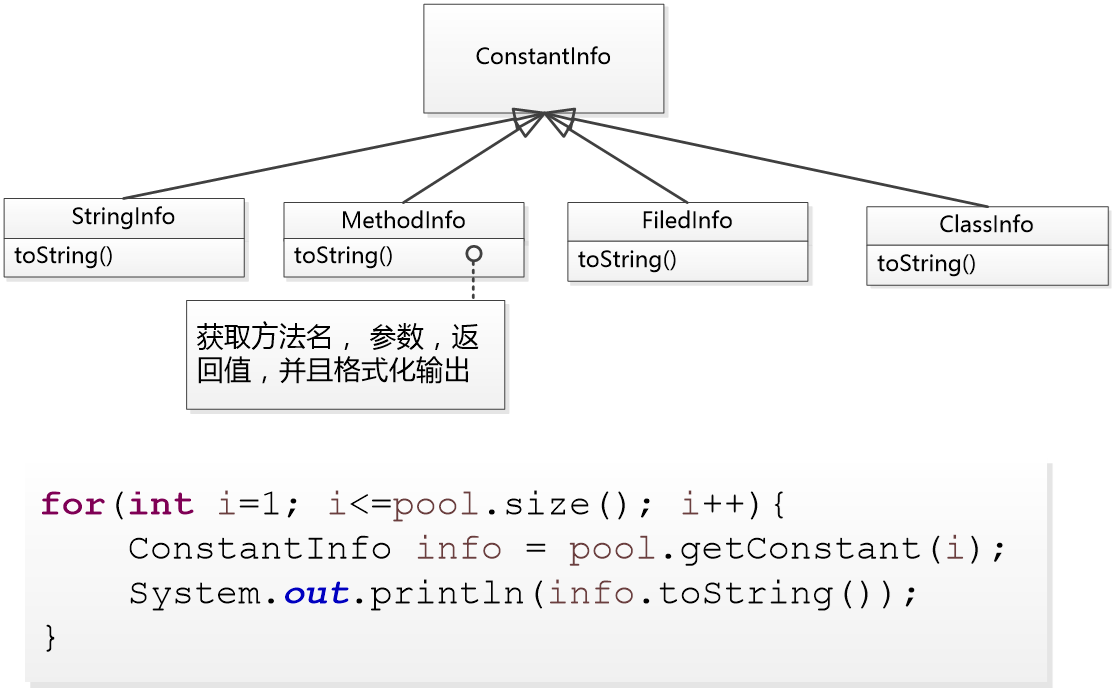 ConstantInfo
StringInfo
toString()
MethodInfo
toString()
FiledInfo
toString()
ClassInfo
toString()
获取方法名， 参数，返
回值，并且格式化输出
for(int i=1; i<=pool.size(); i++){
    ConstantInfo info = pool.getConstant(i);
    System.out.println(info.toString());
}